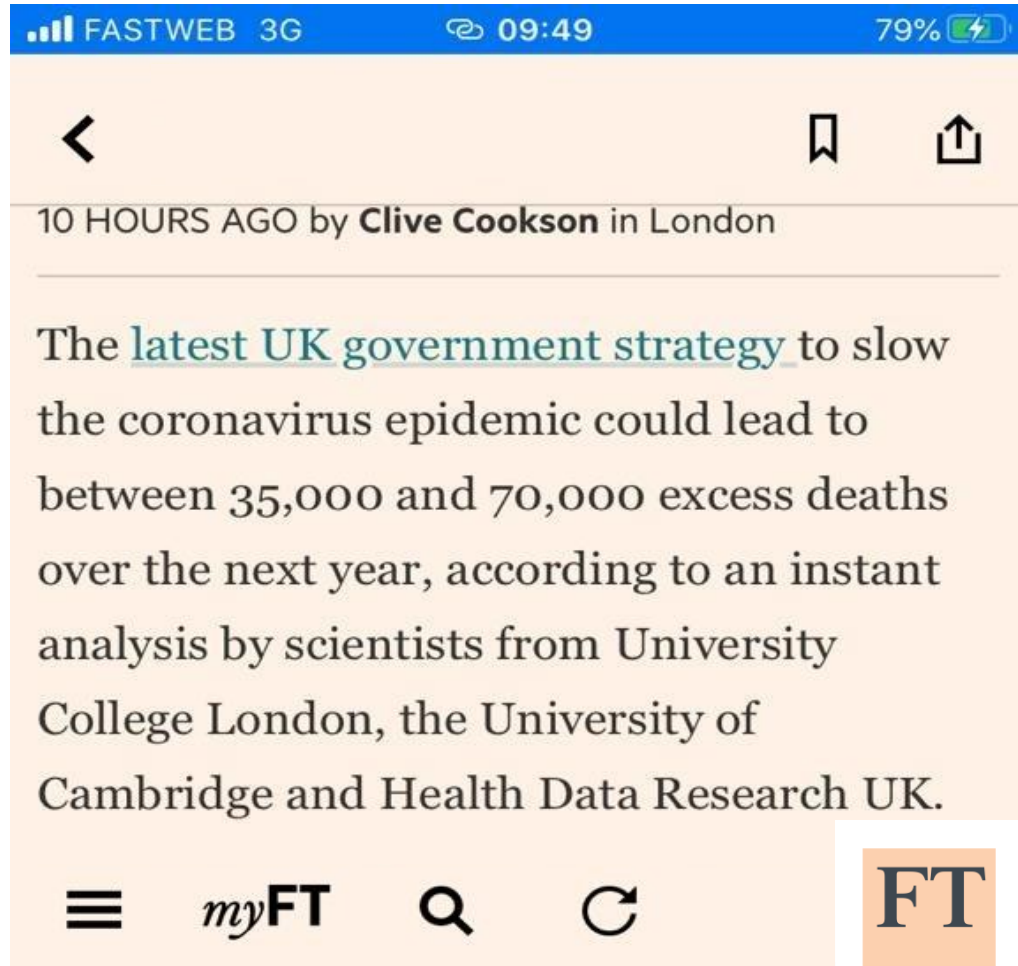 FASTWEB 3G 09:49 79%
10 HOURS AGO by Clive Cookson in London
The latest UK government strategy to slow
the coronavirus epidemic could lead to
between 35,000 and 70,000 excess deaths
over the next year, according to an instant
analysis by scientists from University
College London, the University of
Cambridge and Health Data Research UK.
myFT
FT